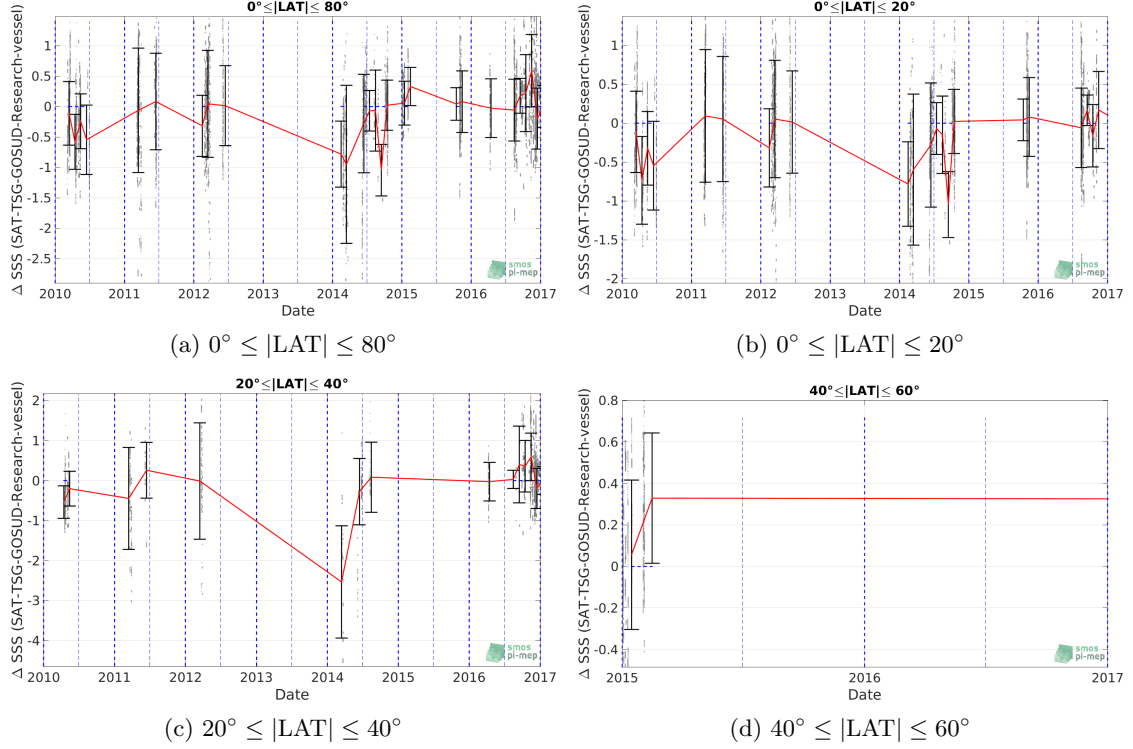 0°≤|LAT|≤ 80°
Δ SSS (SAT-TSG-GOSUD-Research-vessel)
1
0.5
0
-0.5
-1
-1.5
-2
-2.5
smos
pi-mep
2010 2011 2012 2013 2014 2015 2016 2017
Date
(a) 0° ≤ |LAT| ≤ 80°
0°≤|LAT|≤ 20°
Δ SSS (SAT-TSG-GOSUD-Research-vessel)
1
0.5
0
-0.5
-1
-1.5
-2
smos
pi-mep
2010 2011 2012 2013 2014 2015 2016 2017
Date
(b) 0° ≤ |LAT| ≤ 20°
20°≤|LAT|≤ 40°
Δ SSS (SAT-TSG-GOSUD-Research-vessel)
2
1
0
-1
-2
-3
-4
smos
pi-mep
2010 2011 2012 2013 2014 2015 2016 2017
Date
(c) 20° ≤ |LAT| ≤ 40°
40°≤|LAT|≤ 60°
Δ SSS (SAT-TSG-GOSUD-Research-vessel)
0.8
0.6
0.4
0.2
0
-0.2
-0.4
smos
pi-mep
2015 2016 2017
Date
(d) 40° ≤ |LAT| ≤ 60°